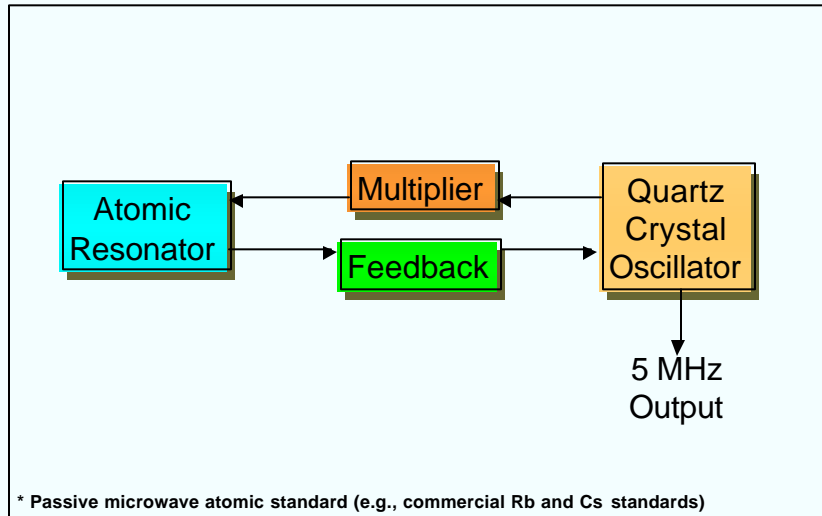 Atomic
Resonator
Multiplier
Feedback
Quartz
Crystal
Oscillator
5 MHz
Output
* Passive microwave atomic standard (e.g., commercial Rb and Cs standards)